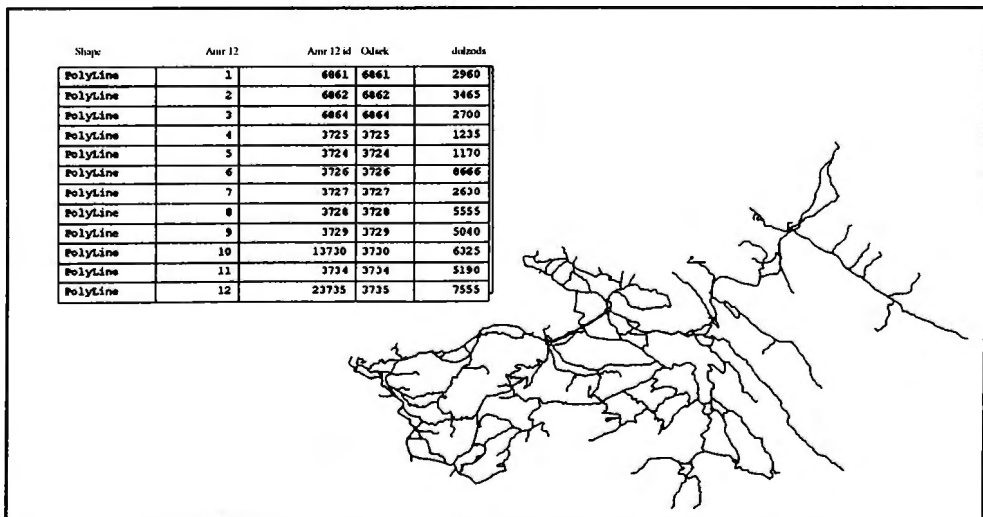 Shape Amr 12 Amr 12 id Odsek dolzods
PolyLine 1 6861 6861 2960
PolyLine 2 6862 6862 3465
PolyLine 3 6864 6864 2700
PolyLine 4 3725 3725 1235
PolyLine 5 3724 3724 1170
PolyLine 6 3726 3726 8666
PolyLine 7 3727 3727 2630
PolyLine 8 3728 3728 5555
PolyLine 9 3729 3729 5040
PolyLine 10 13730 3730 6325
PolyLine 11 3734 3734 5190
PolyLine 12 23735 3735 7555